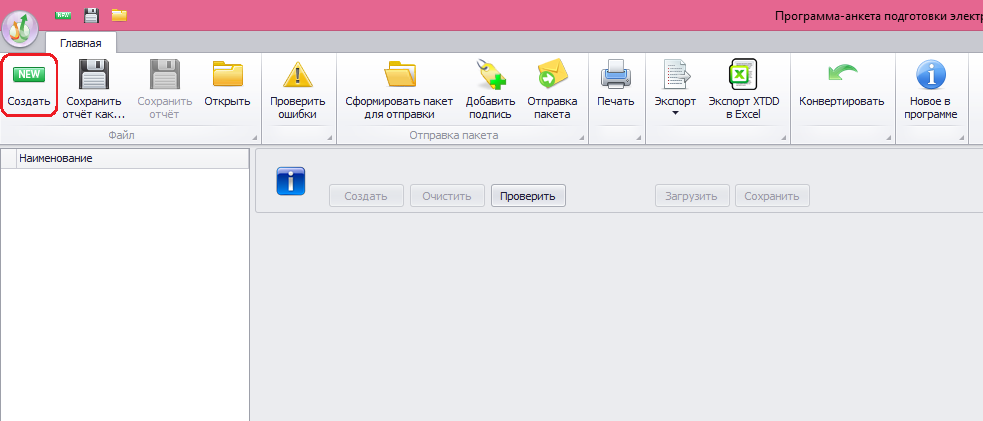 NEW
Программа-анкета подготовки электр
Главная
NEW
Создать
Сохранить
отчёт как...
Сохранить
отчёт
Открыть
Проверить
ошибки
Сформировать пакет
для отправки
Добавить
подпись
Отправка
пакета
Печать
Экспорт
Экспорт XTDD
в Excel
Конвертировать
Новое в
программе
Файл
Отправка пакета
Наименование
Создать
Очистить
Проверить
Загрузить
Сохранить